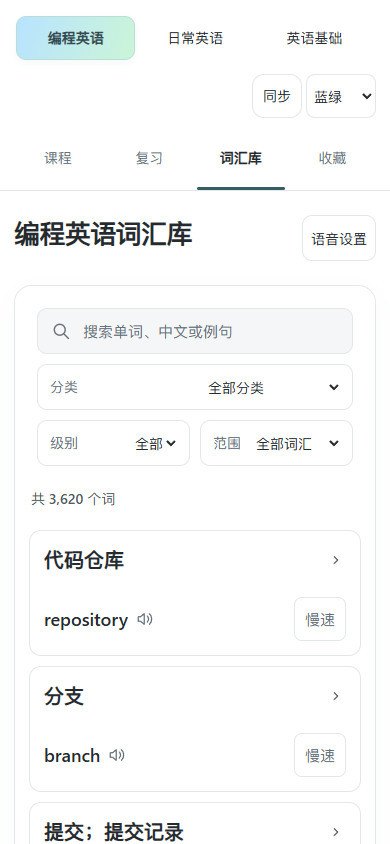 编程英语 日常英语 英语基础
同步 蓝绿
课程 复习 词汇库 收藏
编程英语词汇库 语音设置
搜索单词、中文或例句
分类 全部分类
级别 全部 范围 全部词汇
共 3,620 个词
代码仓库
repository 慢速
分支
branch 慢速
提交；提交记录